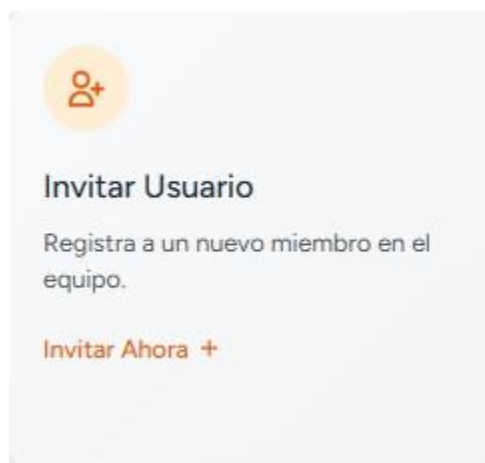 Invitar Usuario
Registra a un nuevo miembro en el
equipo.
Invitar Ahora +